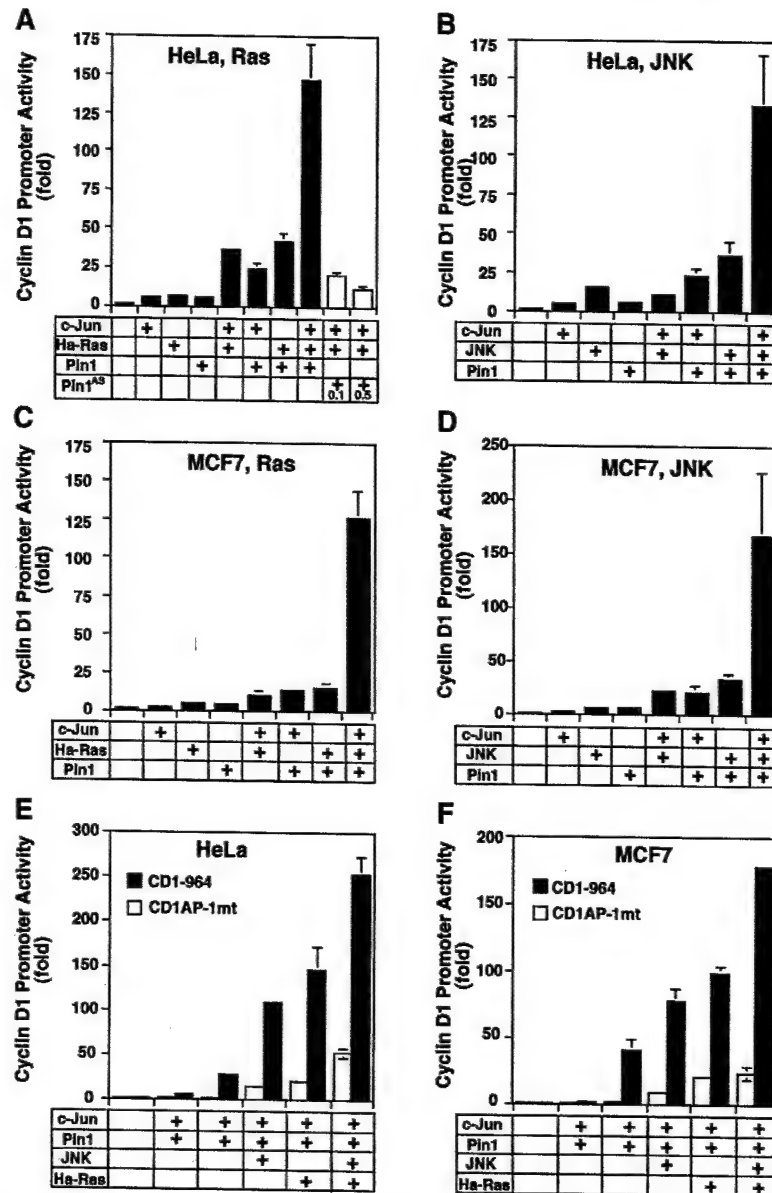 A
HeLa, Ras
Cyclin D1 Promoter Activity
(fold)
175
150
125
100
75
50
25
0
c-Jun + + + + + +
Ha-Ras + + + + + +
Pin1 + + + +
Pin1AS + +
0.1 0.5
B
HeLa, JNK
Cyclin D1 Promoter Activity
(fold)
175
150
125
100
75
50
25
0
c-Jun + + + +
JNK + + + +
Pin1 + + + +
C
MCF7, Ras
Cyclin D1 Promoter Activity
(fold)
175
150
125
100
75
50
25
0
c-Jun + + + +
Ha-Ras + + + +
Pin1 + + + +
D
MCF7, JNK
Cyclin D1 Promoter Activity
(fold)
250
200
150
100
50
0
c-Jun + + + +
JNK + + + +
Pin1 + + + +
E
HeLa
CD1-964
CD1AP-1mt
Cyclin D1 Promoter Activity
(fold)
300
250
200
150
100
50
0
c-Jun + + + + +
Pin1 + + + + +
JNK + +
Ha-Ras + +
F
MCF7
CD1-964
CD1AP-1mt
Cyclin D1 Promoter Activity
(fold)
200
150
100
50
0
c-Jun + + + + +
Pin1 + + + + +
JNK + +
Ha-Ras + +